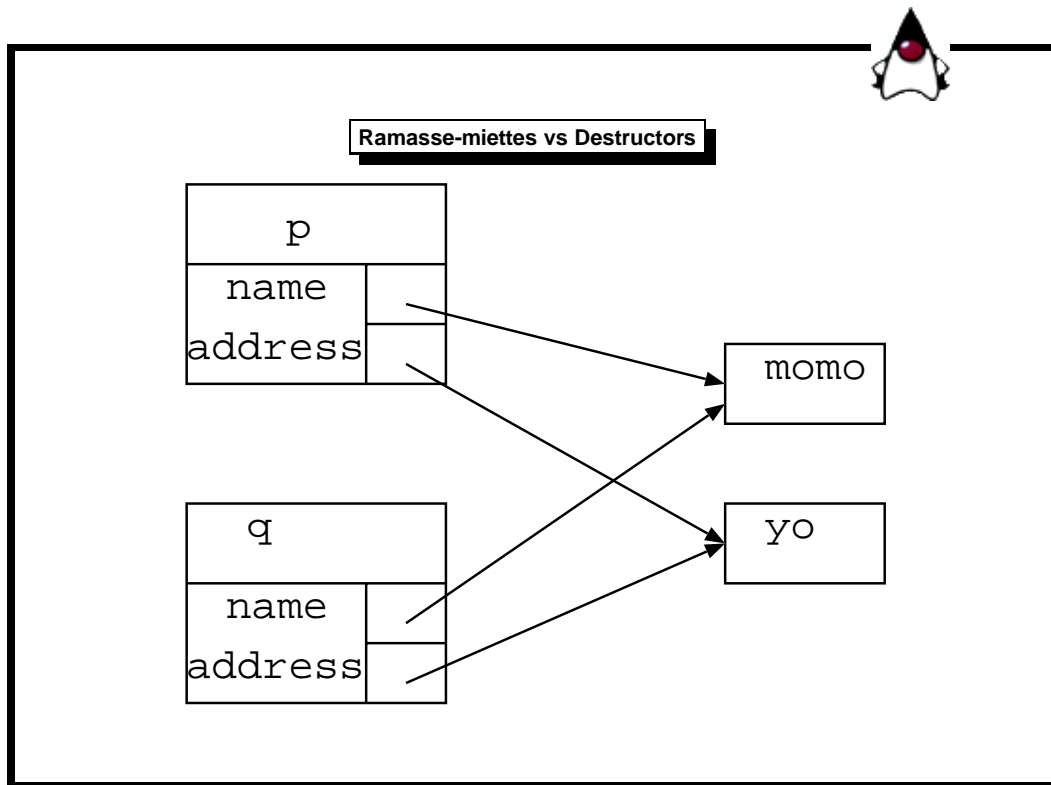 Ramasse-miettes vs Destructors
p
name
address
momo
q
yo
name
address